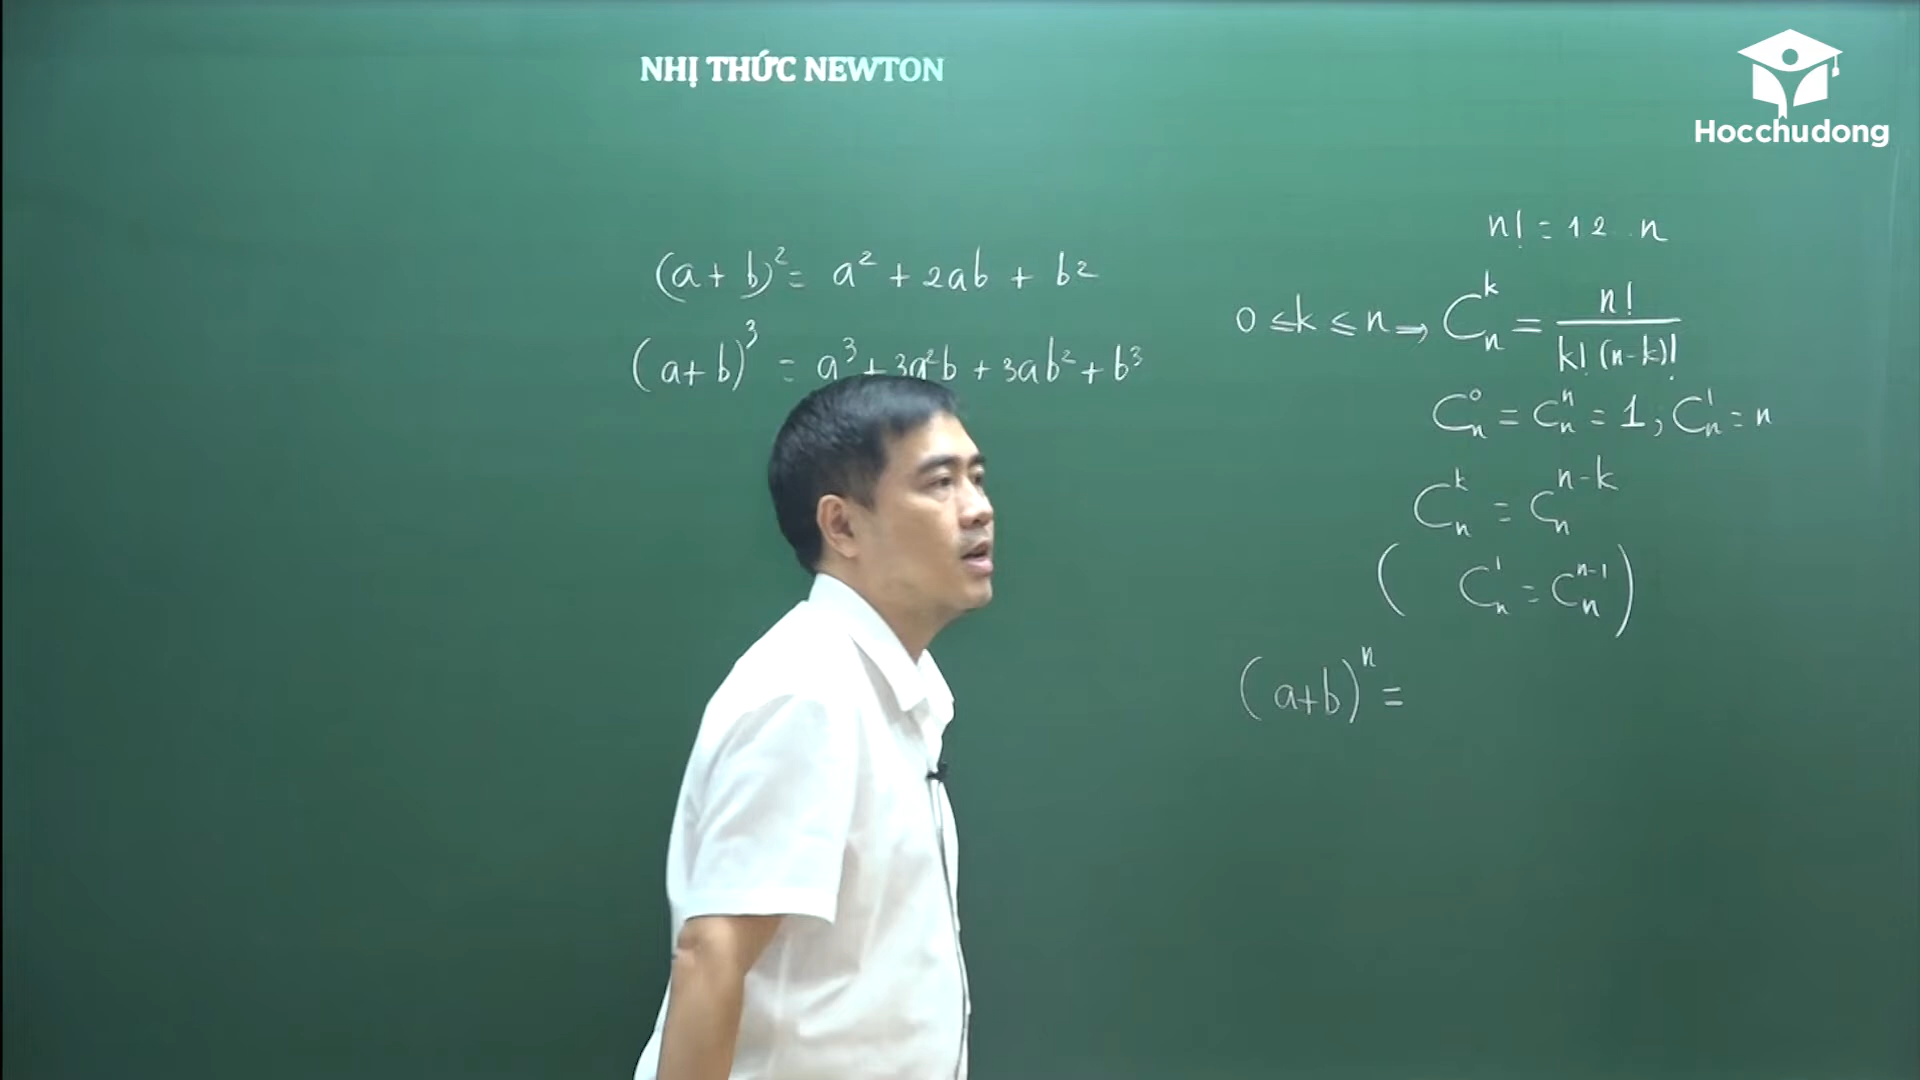 NHỊ THỨC NEWTON
Hocchudong
(a + b)² = a² + 2ab + b²
(a+b)³ = a³ + 3a²b + 3ab² + b³
n! = 1 2 . n
0 ≤ k ≤ n → Cₙᵏ = n! / k! (n-k)!
Cₙ⁰ = Cₙⁿ = 1, Cₙ¹ = n
Cₙᵏ = Cₙⁿ⁻ᵏ
( Cₙ¹ = Cₙⁿ⁻¹ )
(a+b)ⁿ =